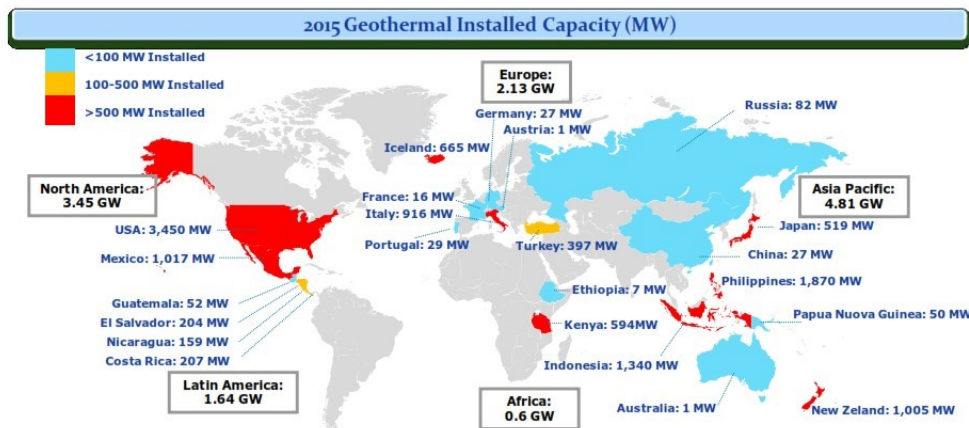 2015 Geothermal Installed Capacity (MW)
<100 MW Installed
100-500 MW Installed
>500 MW Installed
Europe:
2.13 GW
Germany: 27 MW
Austria: 1 MW
Russia: 82 MW
Iceland: 665 MW
North America:
3.45 GW
France: 16 MW
Asia Pacific:
4.81 GW
Italy: 916 MW
USA: 3,450 MW
Japan: 519 MW
Portugal: 29 MW
Turkey: 397 MW
China: 27 MW
Mexico: 1,017 MW
Philippines: 1,870 MW
Guatemala: 52 MW
Ethiopia: 7 MW
El Salvador: 204 MW
Papua Nuova Guinea: 50 MW
Nicaragua: 159 MW
Kenya: 594MW
Costa Rica: 207 MW
Indonesia: 1,340 MW
Latin America:
1.64 GW
Africa:
0.6 GW
Australia: 1 MW
New Zeland: 1,005 MW